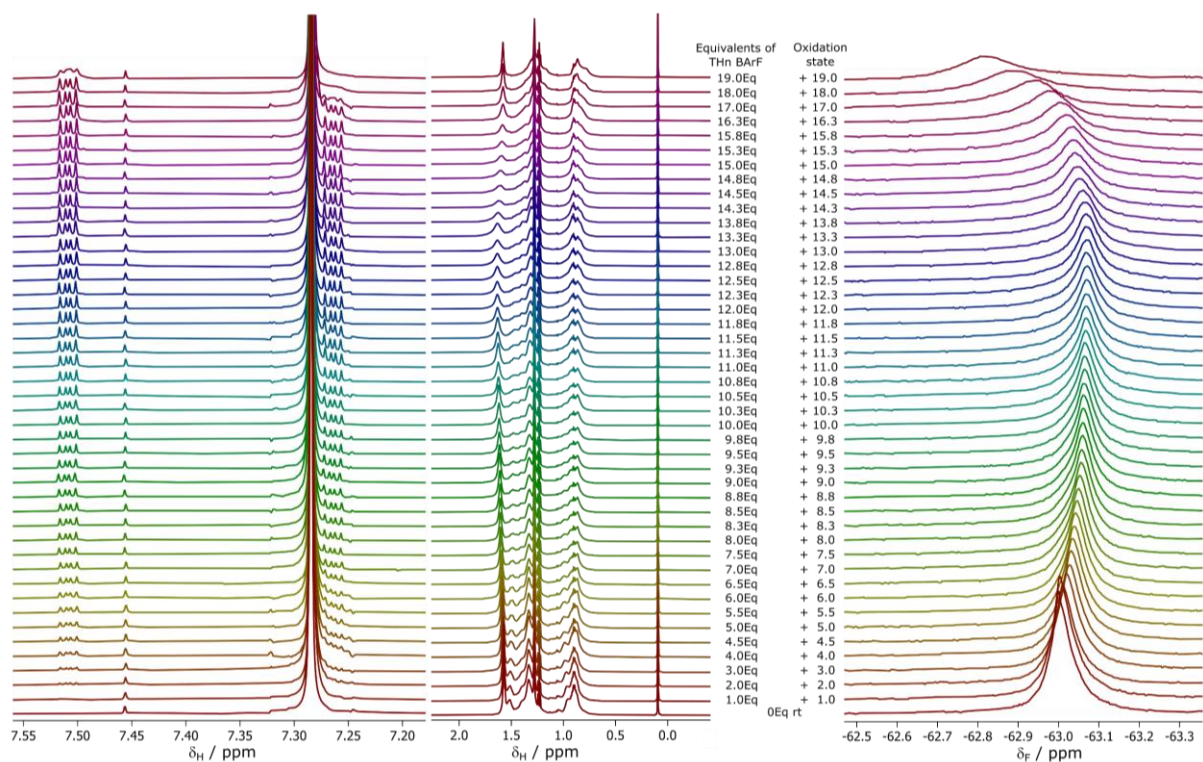 Equivalents of THn BArF Oxidation state
19.0Eq + 19.0
18.0Eq + 18.0
17.0Eq + 17.0
16.3Eq + 16.3
15.8Eq + 15.8
15.3Eq + 15.3
15.0Eq + 15.0
14.8Eq + 14.8
14.5Eq + 14.5
14.3Eq + 14.3
13.8Eq + 13.8
13.3Eq + 13.3
13.0Eq + 13.0
12.8Eq + 12.8
12.5Eq + 12.5
12.3Eq + 12.3
12.0Eq + 12.0
11.8Eq + 11.8
11.5Eq + 11.5
11.3Eq + 11.3
11.0Eq + 11.0
10.8Eq + 10.8
10.5Eq + 10.5
10.3Eq + 10.3
10.0Eq + 10.0
9.8Eq + 9.8
9.5Eq + 9.5
9.3Eq + 9.3
9.0Eq + 9.0
8.8Eq + 8.8
8.5Eq + 8.5
8.3Eq + 8.3
8.0Eq + 8.0
7.5Eq + 7.5
7.0Eq + 7.0
6.5Eq + 6.5
6.0Eq + 6.0
5.5Eq + 5.5
5.0Eq + 5.0
4.5Eq + 4.5
4.0Eq + 4.0
3.0Eq + 3.0
2.0Eq + 2.0
1.0Eq + 1.0
0Eq rt
7.55 7.50 7.45 7.40 7.35 7.30 7.25 7.20
δH / ppm
2.0 1.5 1.0 0.5 0.0
δH / ppm
-62.5 -62.6 -62.7 -62.8 -62.9 -63.0 -63.1 -63.2 -63.3
δF / ppm